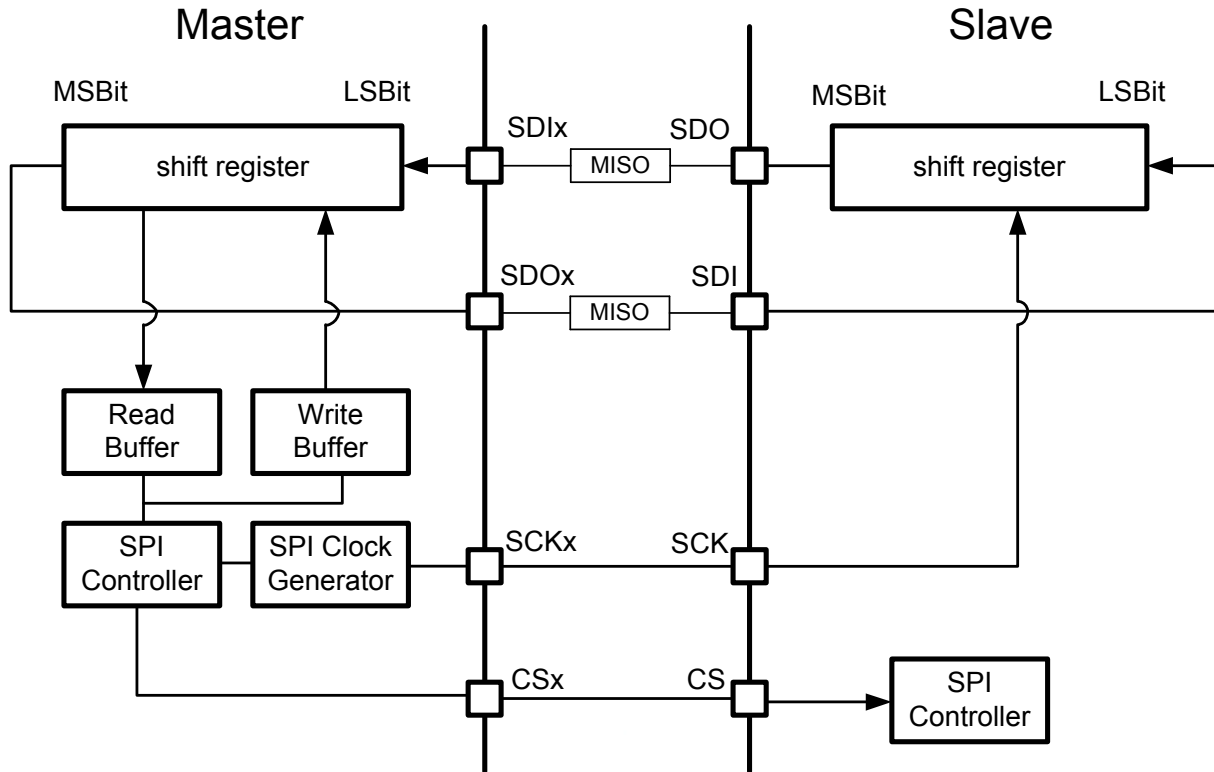 Master
Slave
MSBit
LSBit
MSBit
LSBit
SDIx
SDO
shift register
MISO
shift register
SDOx
SDI
MISO
Read
Buffer
Write
Buffer
SPI
Controller
SPI Clock
Generator
SCKx
SCK
CSx
CS
SPI
Controller